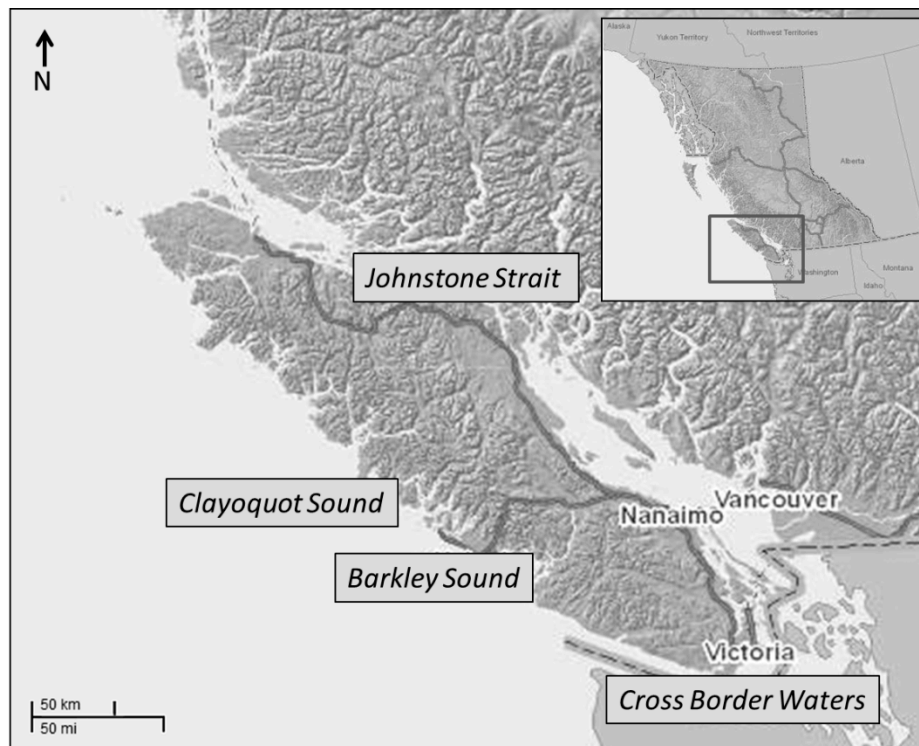 N
Alaska
Yukon Territory
Northwest Territories
Alberta
Washington
Montana
Idaho
Johnstone Strait
Clayoquot Sound
Vancouver
Nanaimo
Barkley Sound
Victoria
Cross Border Waters
50 km
50 mi